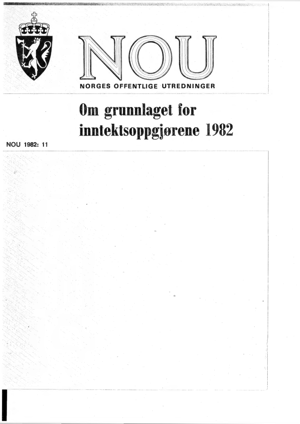 NOU
NORGES OFFENTLIGE UTREDNINGER
Om grunnlaget for
inntektsoppgjørene 1982
NOU 1982: 11